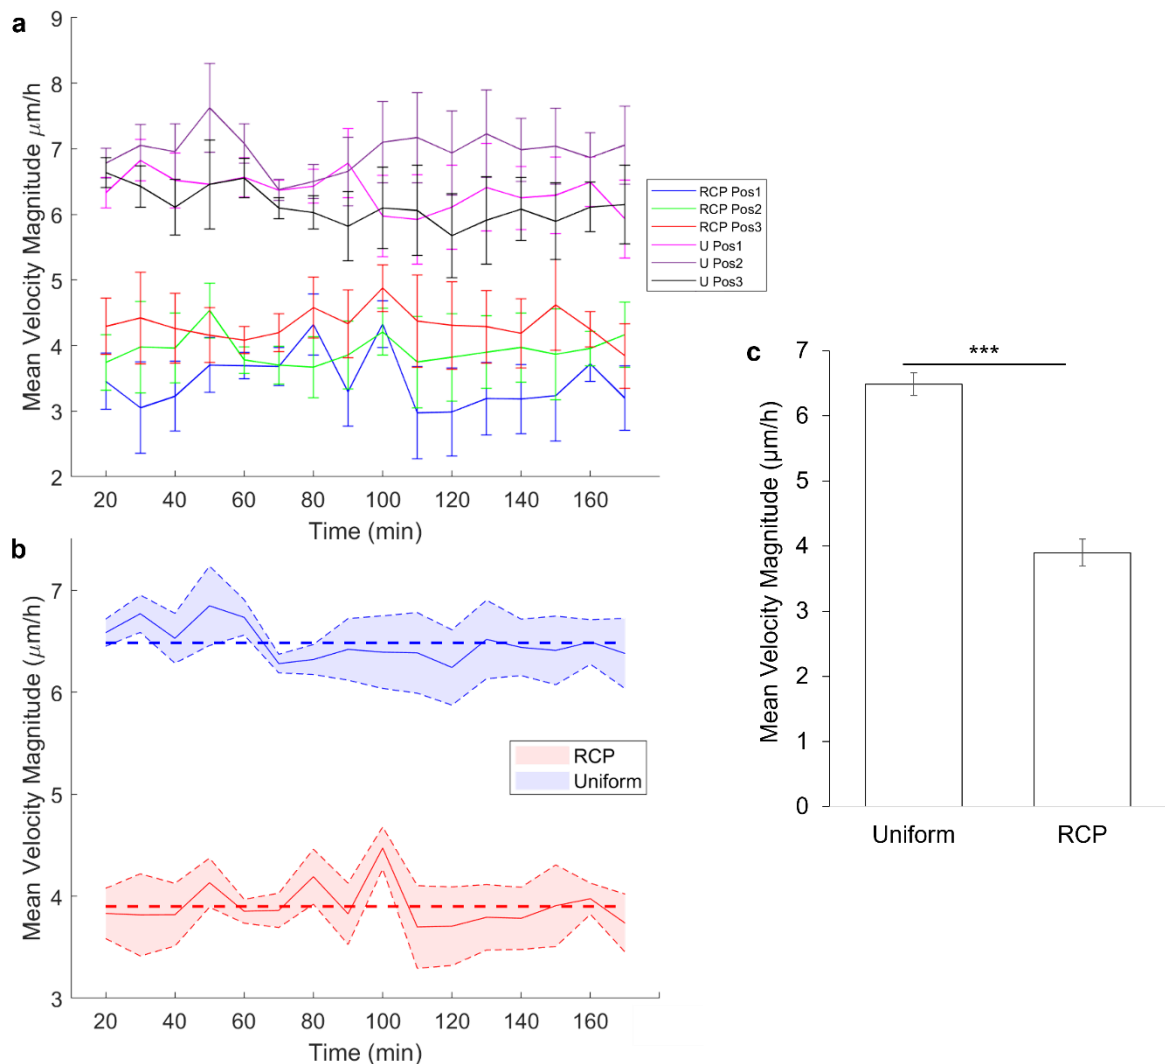 a
Mean Velocity Magnitude μm/h
9
8
7
6
5
4
3
2
20 40 60 80 100 120 140 160
Time (min)
RCP Pos1
RCP Pos2
RCP Pos3
U Pos1
U Pos2
U Pos3
b
Mean Velocity Magnitude (μm/h)
7
6
5
4
3
20 40 60 80 100 120 140 160
Time (min)
RCP
Uniform
c
Mean Velocity Magnitude (μm/h)
7
6
5
4
3
2
1
0
***
Uniform RCP